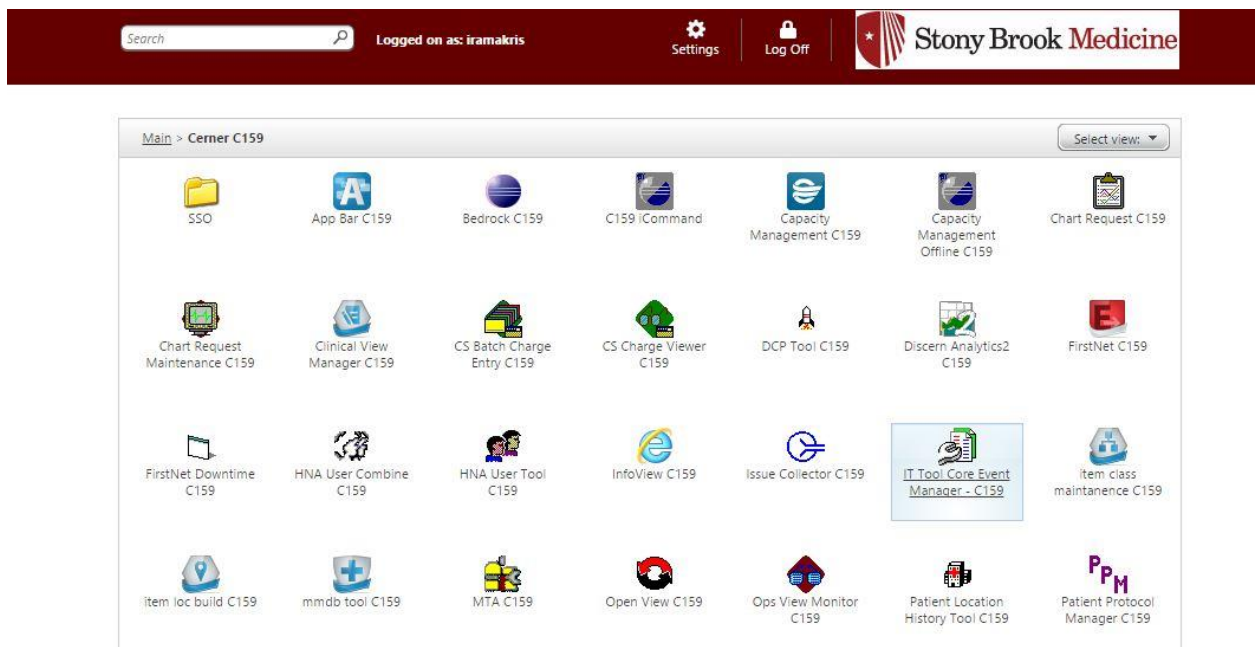 Search
Logged on as: iramakris
Settings
Log Off
Stony Brook Medicine
Main > Cerner C159
Select view:
SSO
App Bar C159
Bedrock C159
C159 iCommand
Capacity
Management C159
Capacity
Management
Offline C159
Chart Request C159
Chart Request
Maintenance C159
Clinical View
Manager C159
CS Batch Charge
Entry C159
CS Charge Viewer
C159
DCP Tool C159
Discern Analytics2
C159
FirstNet C159
FirstNet Downtime
C159
HNA User Combine
C159
HNA User Tool
C159
InfoView C159
Issue Collector C159
IT Tool Core Event
Manager - C159
item class
maintanence C159
item loc build C159
mmdb tool C159
MTA C159
Open View C159
Ops View Monitor
C159
Patient Location
History Tool C159
PPM
Patient Protocol
Manager C159